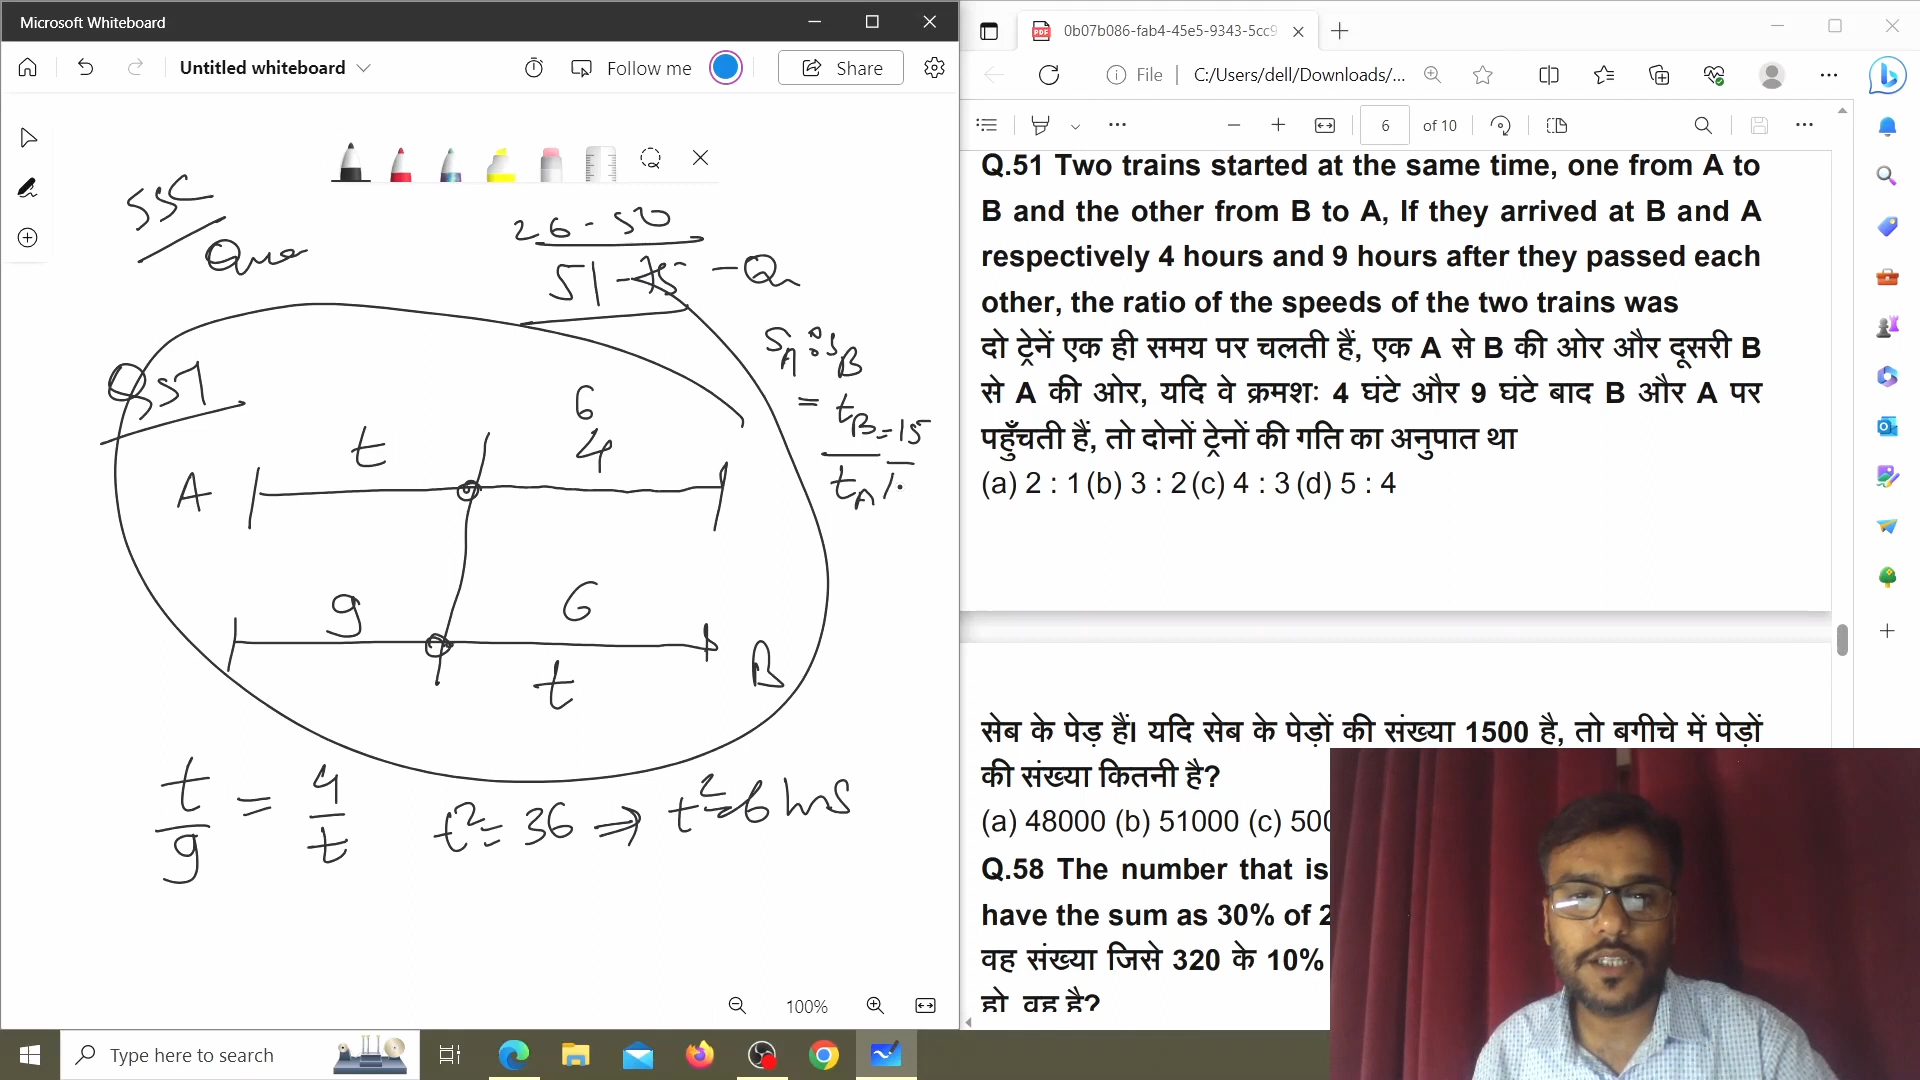 Microsoft Whiteboard
Untitled whiteboard
Follow me
Share
SSC
Que
26 - 50
51 - 75 - Qn
Q51
S_A : S_B
= t_B = 15
t_A
t
6
4
A
9
6
B
t
t/9 = 4/t
t² = 36 ⇒ t² = 6 hrs
100%
0b07b086-fab4-45e5-9343-5cc9
File
C:/Users/dell/Downloads/...
6 of 10
Q.51 Two trains started at the same time, one from A to
B and the other from B to A, If they arrived at B and A
respectively 4 hours and 9 hours after they passed each
other, the ratio of the speeds of the two trains was
दो ट्रेनें एक ही समय पर चलती हैं, एक A से B की ओर और दूसरी B
से A की ओर, यदि वे क्रमशः 4 घंटे और 9 घंटे बाद B और A पर
पहुँचती हैं, तो दोनों ट्रेनों की गति का अनुपात था
(a) 2 : 1 (b) 3 : 2 (c) 4 : 3 (d) 5 : 4
सेब के पेड़ हैं। यदि सेब के पेड़ों की संख्या 1500 है, तो बगीचे में पेड़ों
की संख्या कितनी है?
(a) 48000 (b) 51000 (c) 500
Q.58 The number that is
have the sum as 30% of 2
वह संख्या जिसे 320 के 10%
हो, वह है?
Type here to search